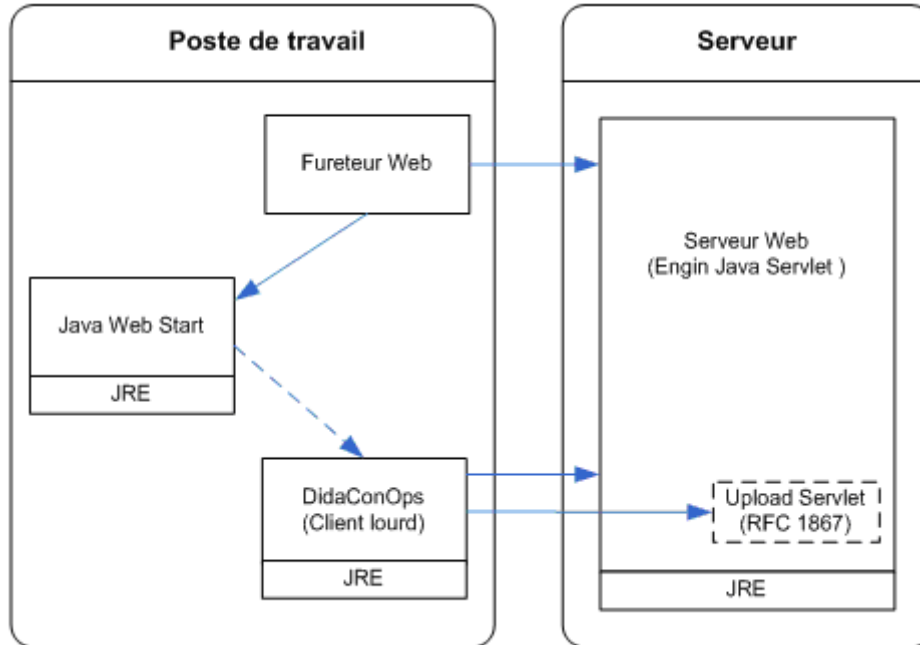 Poste de travail
Serveur
Fureteur Web
Serveur Web
(Engin Java Servlet )
Java Web Start
JRE
DidaConOps
(Client lourd)
JRE
Upload Servlet
(RFC 1867)
JRE